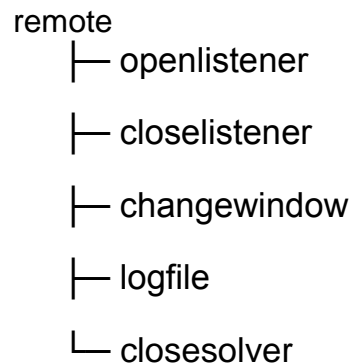 remote
├─ openlistener
├─ closelistener
├─ changewindow
├─ logfile
└─ closesolver